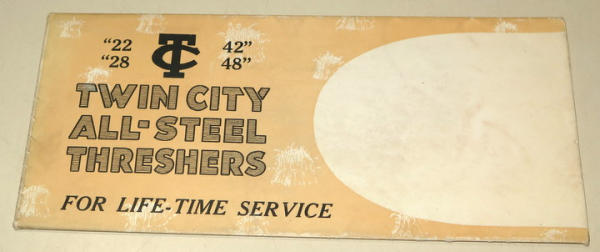 "22 TC 42"
"28 48"
TWIN CITY
ALL-STEEL
THRESHERS
FOR LIFE-TIME SERVICE